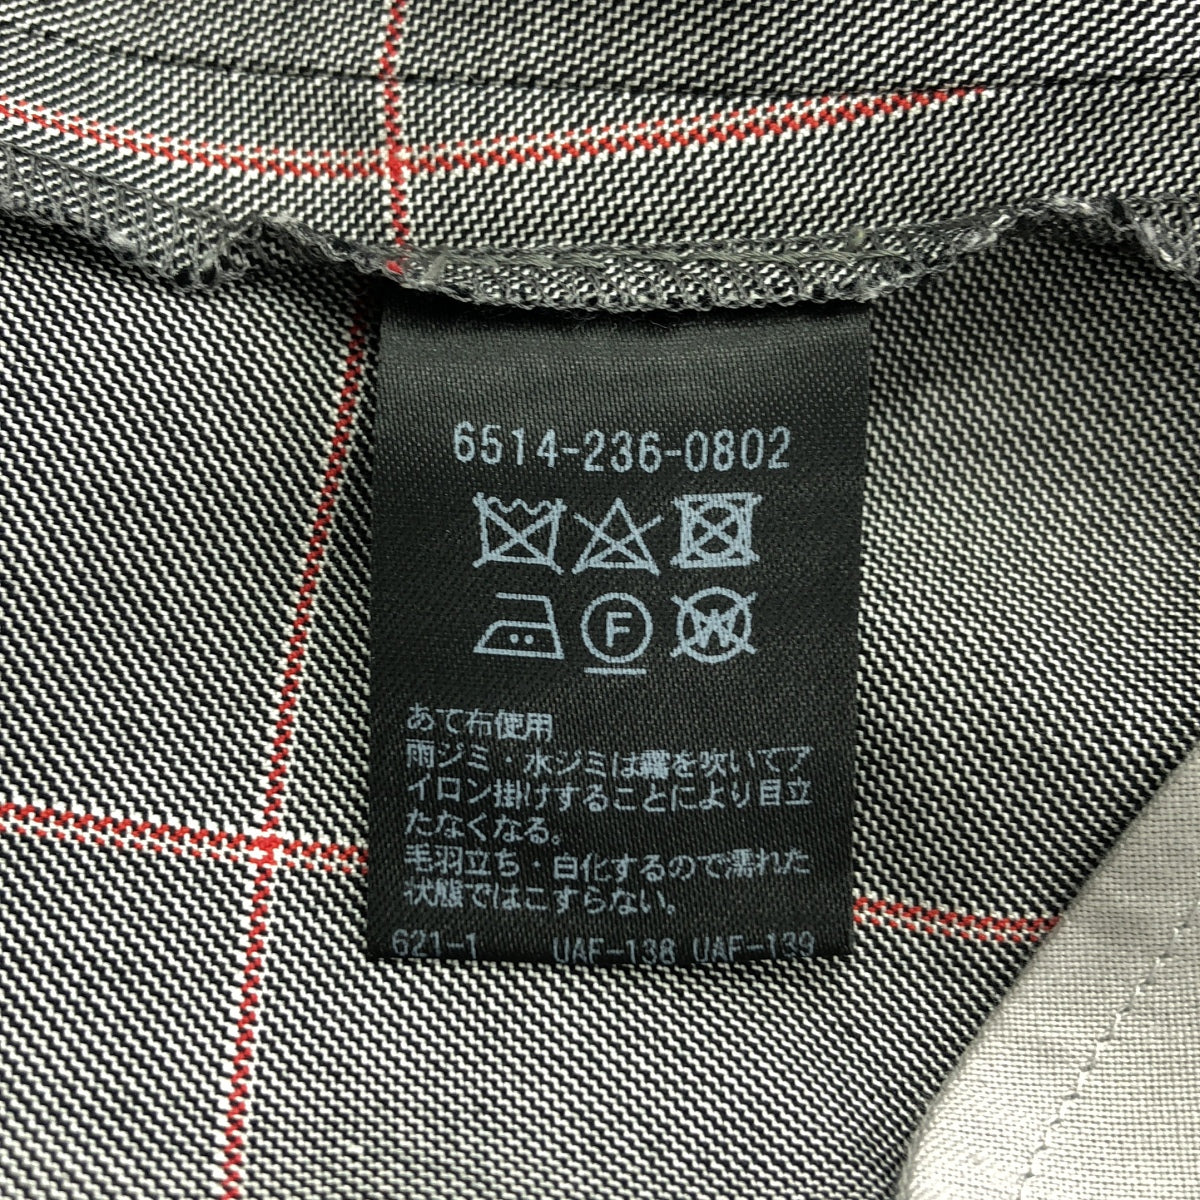 6514-236-0802
F
W
あて布使用
雨ジミ・水ジミは霧を吹いてア
イロン掛けすることにより目立
たなくなる。
毛羽立ち・白化するので濡れた
状態ではこすらない。
621-1 UAF-138 UAF-139